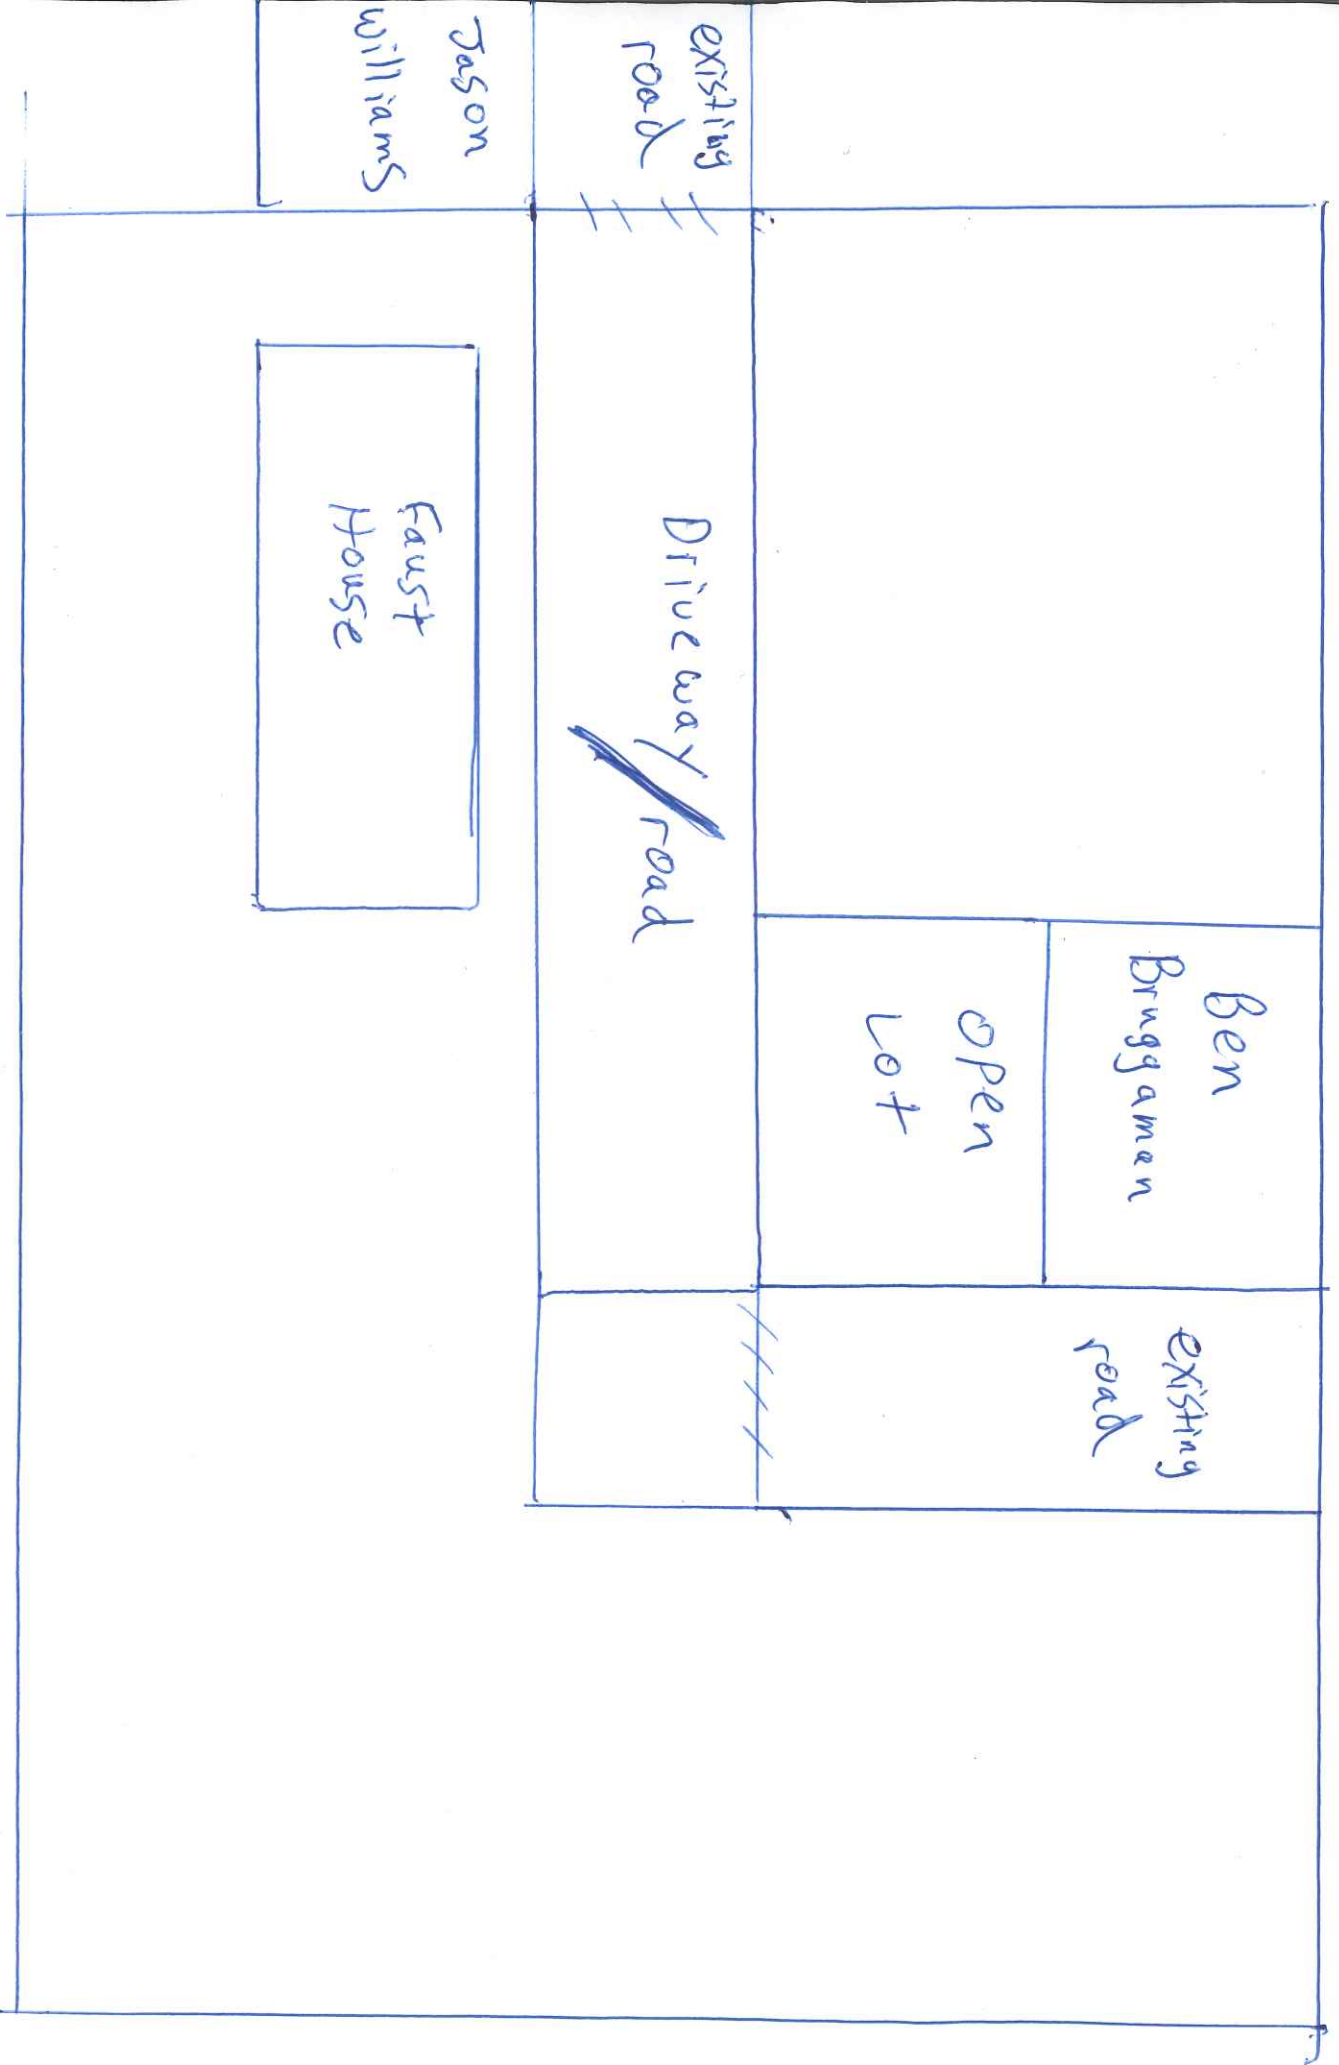 existing
road
Jason
Williams
Ben
Bruggaman
open
Lot
existing
road
Driveway/road
Faust
House